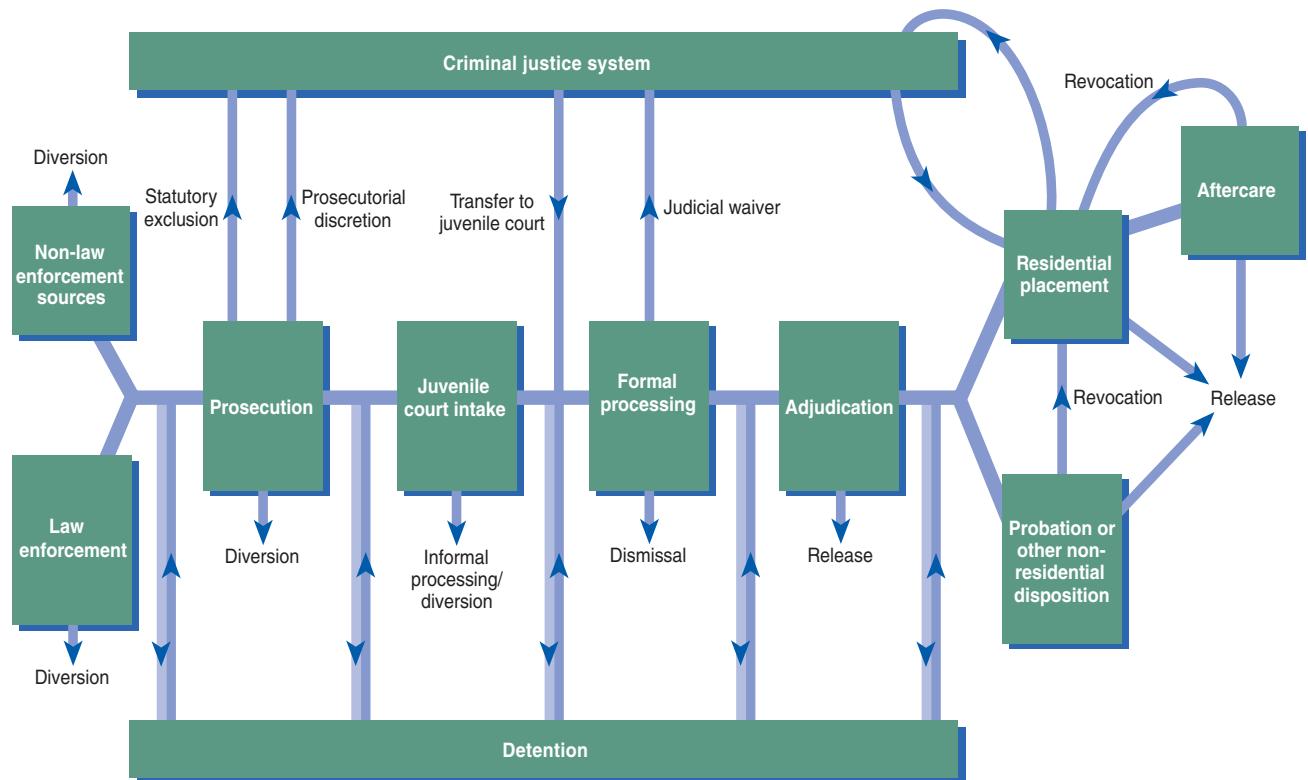 Criminal justice system
Revocation
Diversion
Aftercare
Statutory
exclusion
Prosecutorial
discretion
Transfer to
juvenile court
Judicial waiver
Non-law
enforcement
sources
Residential
placement
Prosecution
Juvenile
court intake
Formal
processing
Adjudication
Revocation
Release
Law
enforcement
Diversion
Informal
processing/
diversion
Dismissal
Release
Probation or
other non-
residential
disposition
Diversion
Detention